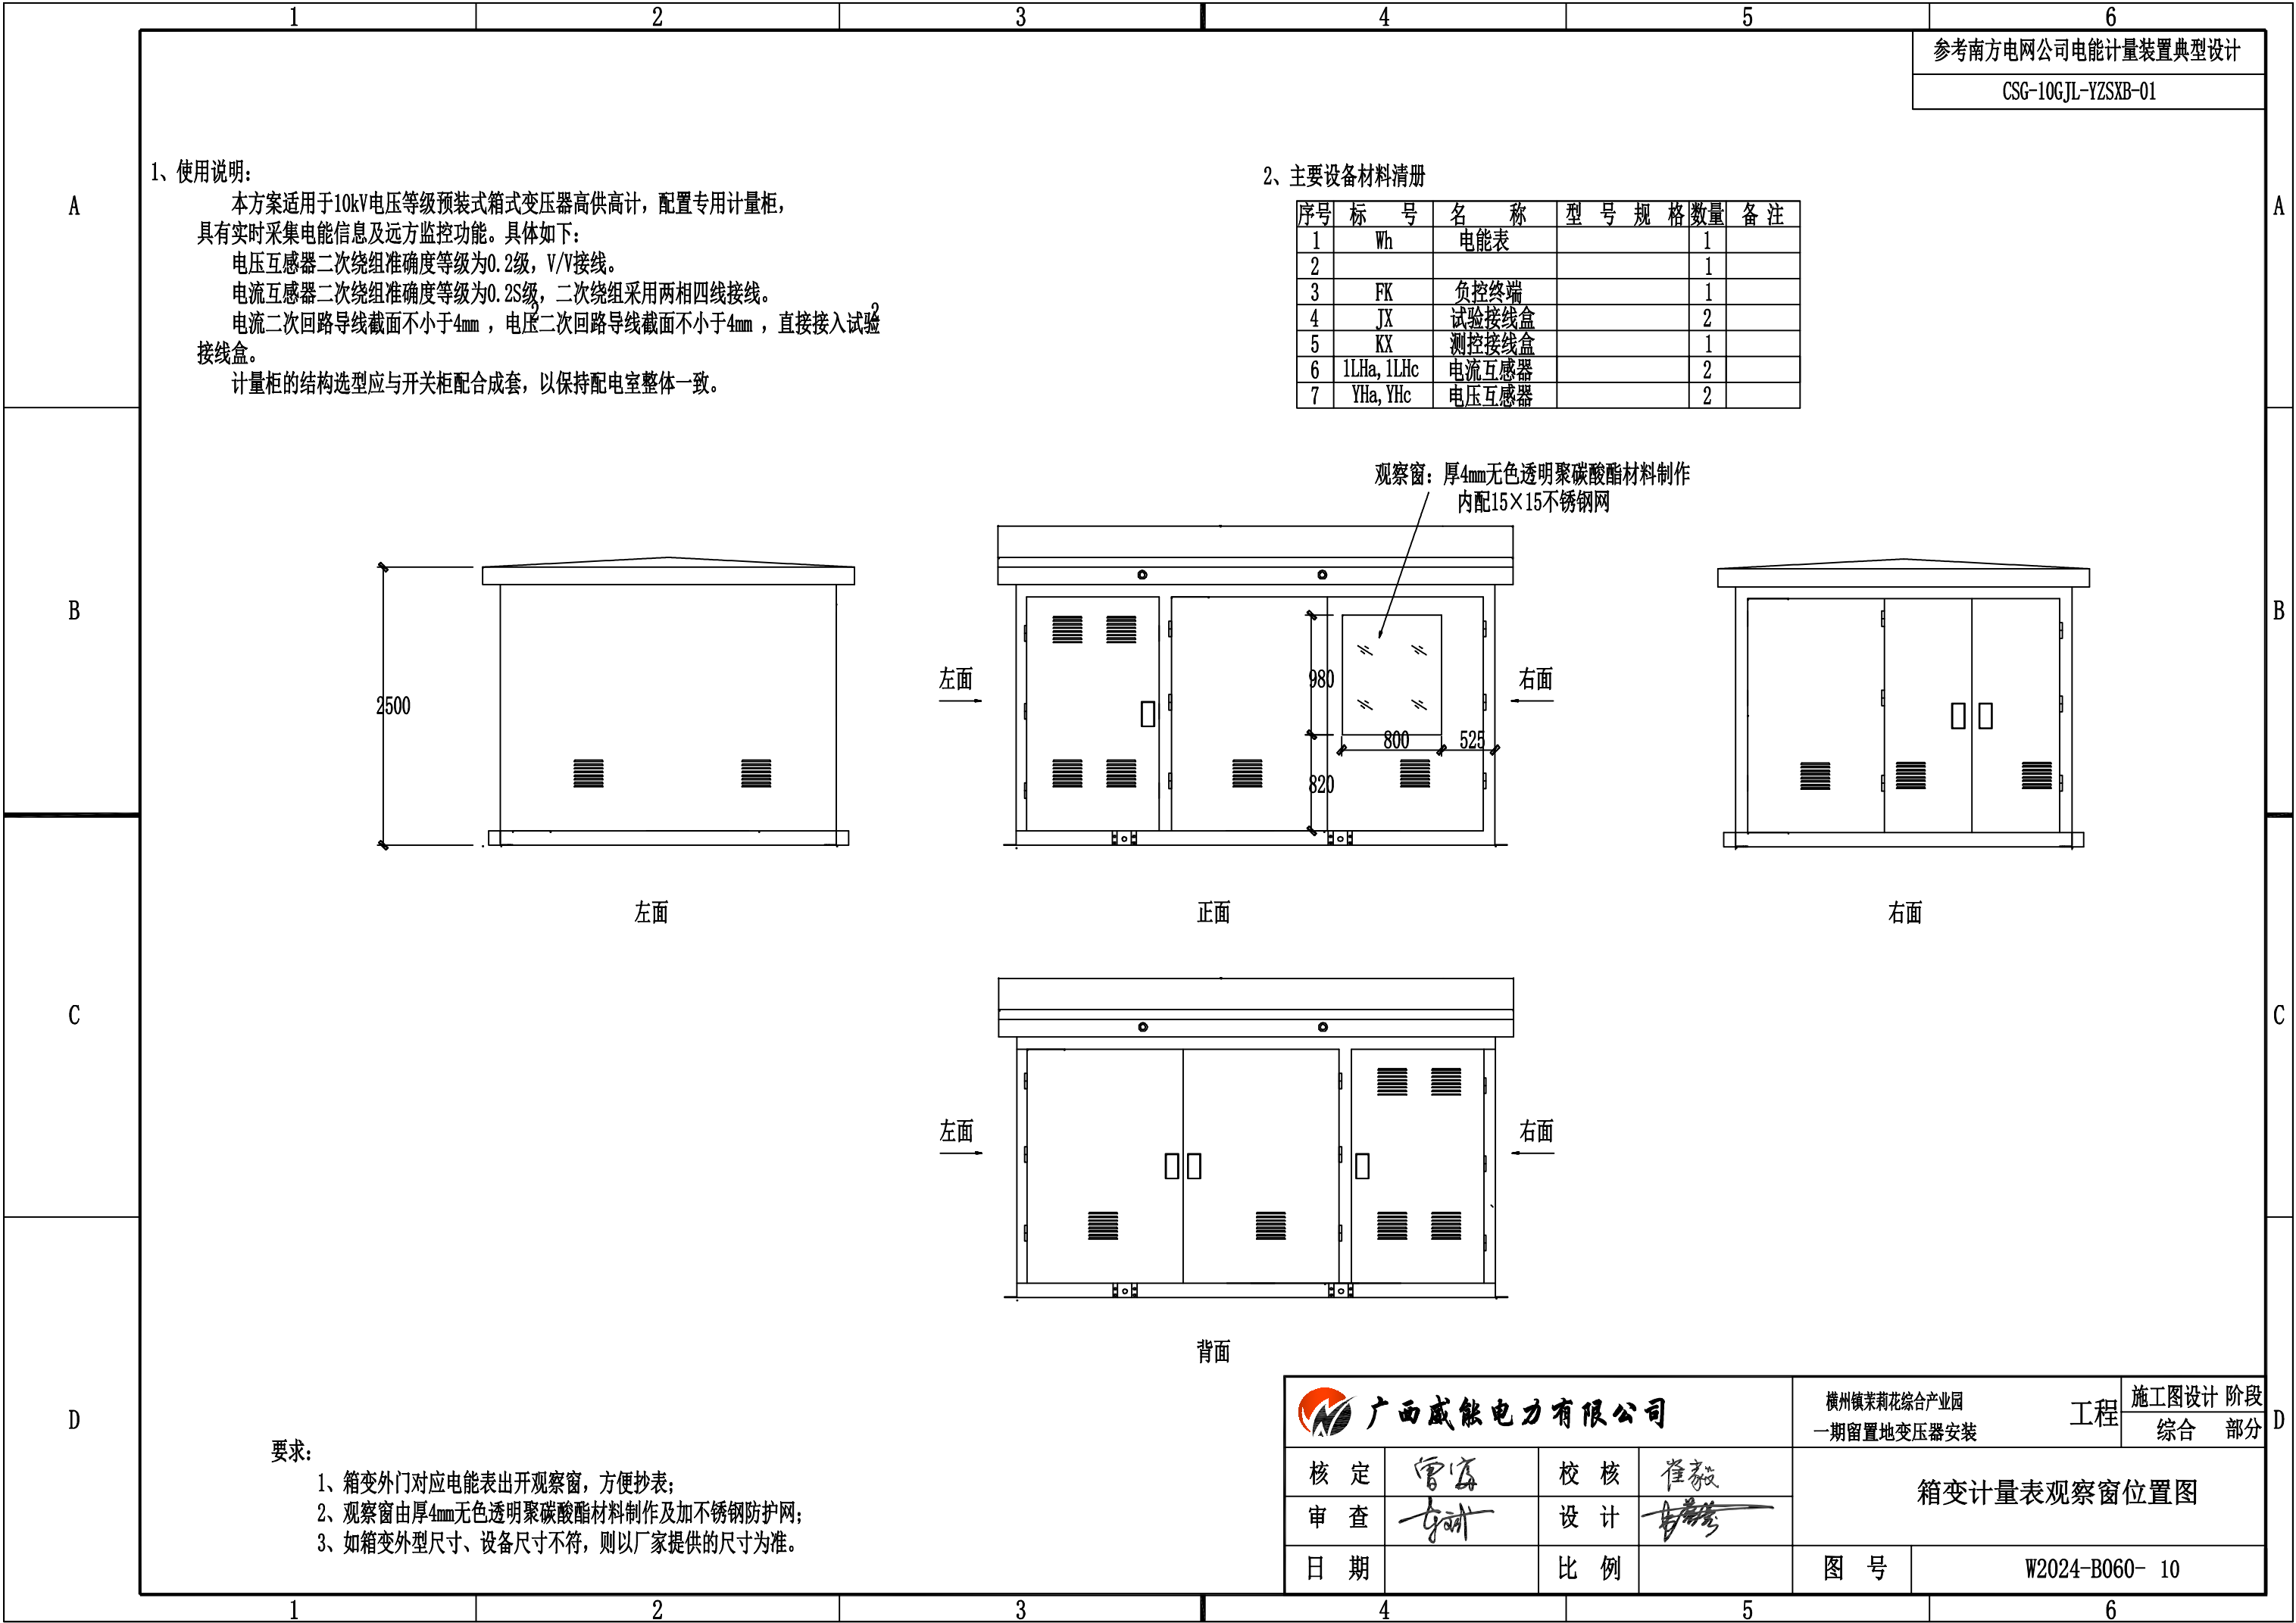 1 2 3 4 5 6
参考南方电网公司电能计量装置典型设计
CSG-10GJL-YZSXB-01
A
A
1、使用说明:
本方案适用于10kV电压等级预装式箱式变压器高供高计，配置专用计量柜，
具有实时采集电能信息及远方监控功能。具体如下:
电压互感器二次绕组准确度等级为0.2级，V/V接线。
电流互感器二次绕组准确度等级为0.2S级，二次绕组采用两相四线接线。
电流二次回路导线截面不小于4mm2，电压二次回路导线截面不小于4mm2，直接接入试验
接线盒。
计量柜的结构选型应与开关柜配合成套，以保持配电室整体一致。
2、主要设备材料清册
序号 标 号 名 称 型 号 规 格 数量 备 注
1 Wh 电能表 1
2 1
3 FK 负控终端 1
4 JX 试验接线盒 2
5 KX 测控接线盒 1
6 1LHa,1LHc 电流互感器 2
7 YHa,YHc 电压互感器 2
观察窗: 厚4mm无色透明聚碳酸酯材料制作
内配15×15不锈钢网
B
B
2500
左面
980
800
525
820
右面
左面
正面
右面
C
C
左面
右面
背面
D
D
要求:
1、箱变外门对应电能表出开观察窗，方便抄表;
2、观察窗由厚4mm无色透明聚碳酸酯材料制作及加不锈钢防护网;
3、如箱变外型尺寸、设备尺寸不符，则以厂家提供的尺寸为准。
广西威能电力有限公司
横州镇茉莉花综合产业园
一期留置地变压器安装
工程
施工图设计 阶段
综合 部分
核 定
校 核
审 查
设 计
日 期
比 例
箱变计量表观察窗位置图
图 号
W2024-B060- 10
1 2 3 4 5 6